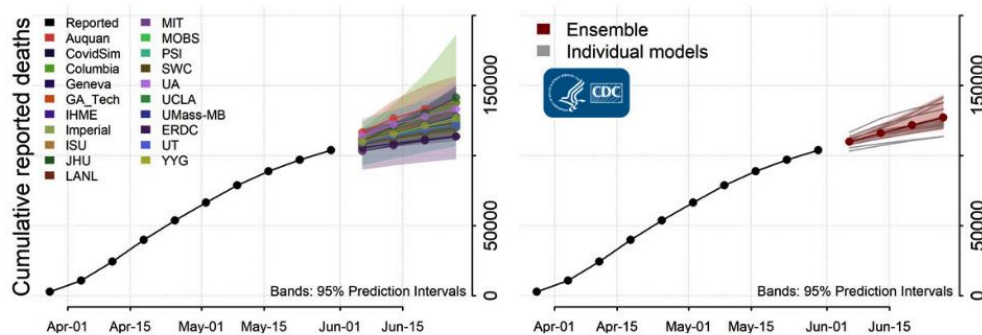 Cumulative reported deaths
Reported
Auquan
CovidSim
Columbia
Geneva
GA_Tech
IHME
Imperial
ISU
JHU
LANL
MIT
MOBS
PSI
SWC
UA
UCLA
UMass-MB
ERDC
UT
YYG
150000
100000
50000
0
Bands: 95% Prediction Intervals
Apr-01 Apr-15 May-01 May-15 Jun-01 Jun-15
Ensemble
Individual models
CDC
150000
100000
50000
0
Bands: 95% Prediction Intervals
Apr-01 Apr-15 May-01 May-15 Jun-01 Jun-15